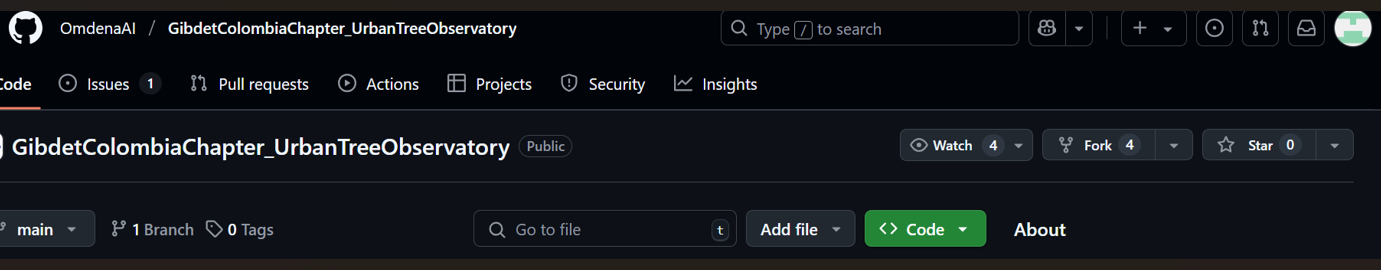 OmdenaAI / GibdetColombiaChapter_UrbanTreeObservatory Type / to search
Code Issues 1 Pull requests Actions Projects Security Insights
GibdetColombiaChapter_UrbanTreeObservatory Public Watch 4 Fork 4 Star 0
main 1 Branch 0 Tags Go to file t Add file Code About